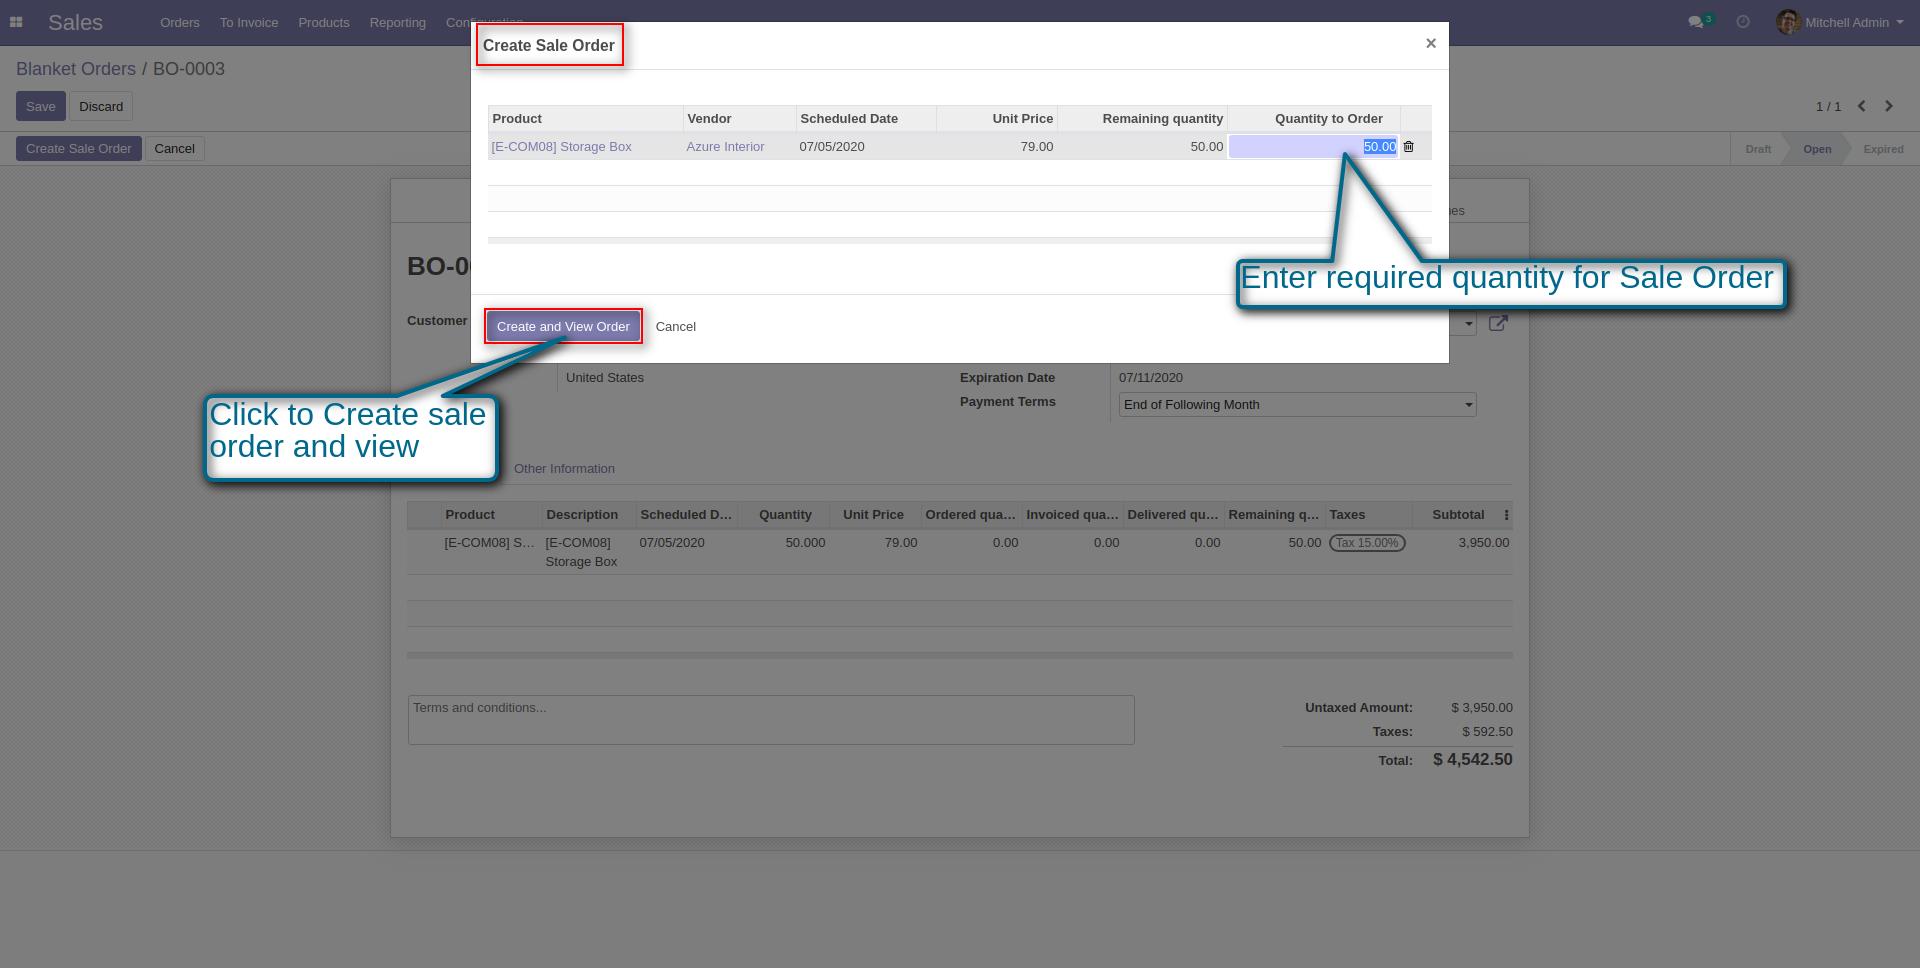 Sales Orders To Invoice Products Reporting 3 Mitchell Admin
Create Sale Order ×
Blanket Orders / BO-0003
Save Discard 1 / 1
Product Vendor Scheduled Date Unit Price Remaining quantity Quantity to Order
[E-COM08] Storage Box Azure Interior 07/05/2020 79.00 50.00 50.00
Create Sale Order Cancel Draft Open Expired
Enter required quantity for Sale Order
Customer
Create and View Order Cancel
United States
Expiration Date 07/11/2020
Payment Terms End of Following Month
Click to Create sale
order and view
Other Information
Product Description Scheduled D... Quantity Unit Price Ordered qua... Invoiced qua... Delivered qu... Remaining q... Taxes Subtotal
[E-COM08] S... [E-COM08] 07/05/2020 50.000 79.00 0.00 0.00 0.00 50.00 Tax 15.00% 3,950.00
Storage Box
Terms and conditions...
Untaxed Amount: $ 3,950.00
Taxes: $ 592.50
Total: $ 4,542.50